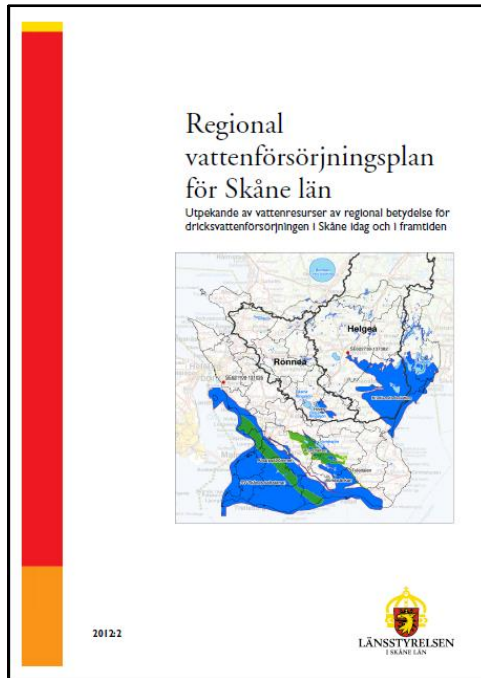 Regional
vattenförsörjningsplan
för Skåne län
Utpekande av vattenresurser av regional betydelse för
dricksvattenförsörjningen i Skåne idag och i framtiden
Helgeå
Rönneå
2012:2
LÄNSSTYRELSEN
I SKÅNE LÄN